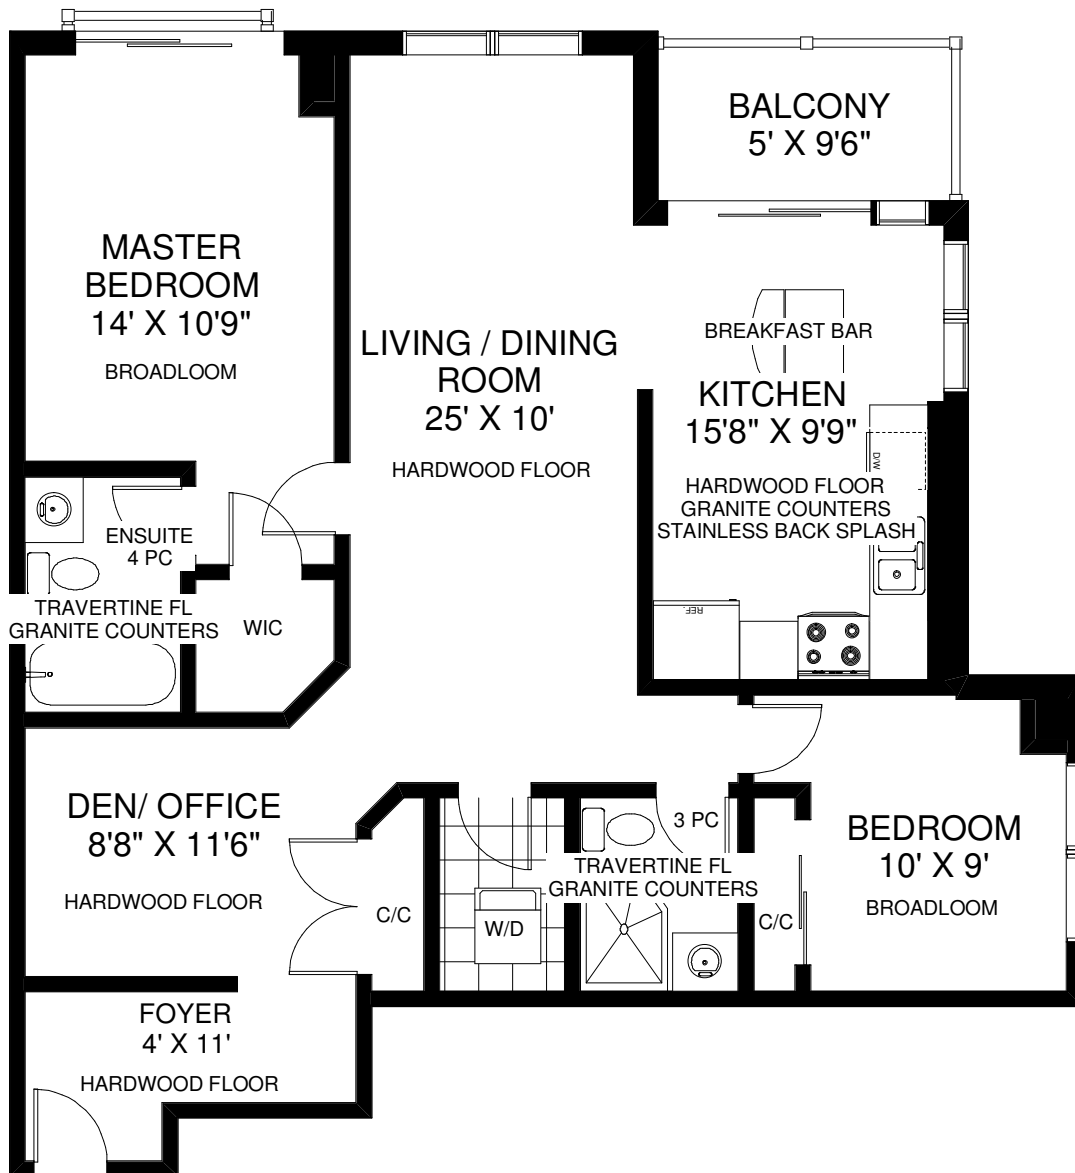 BALCONY
5' X 9'6"
MASTER
BEDROOM
14' X 10'9"
BROADLOOM
LIVING / DINING
ROOM
25' X 10'
HARDWOOD FLOOR
BREAKFAST BAR
KITCHEN
15'8" X 9'9"
D/W
HARDWOOD FLOOR
GRANITE COUNTERS
STAINLESS BACK SPLASH
REF.
ENSUITE
4 PC
TRAVERTINE FL
GRANITE COUNTERS
WIC
DEN/ OFFICE
8'8" X 11'6"
HARDWOOD FLOOR
C/C
W/D
3 PC
TRAVERTINE FL
GRANITE COUNTERS
C/C
BEDROOM
10' X 9'
BROADLOOM
FOYER
4' X 11'
HARDWOOD FLOOR